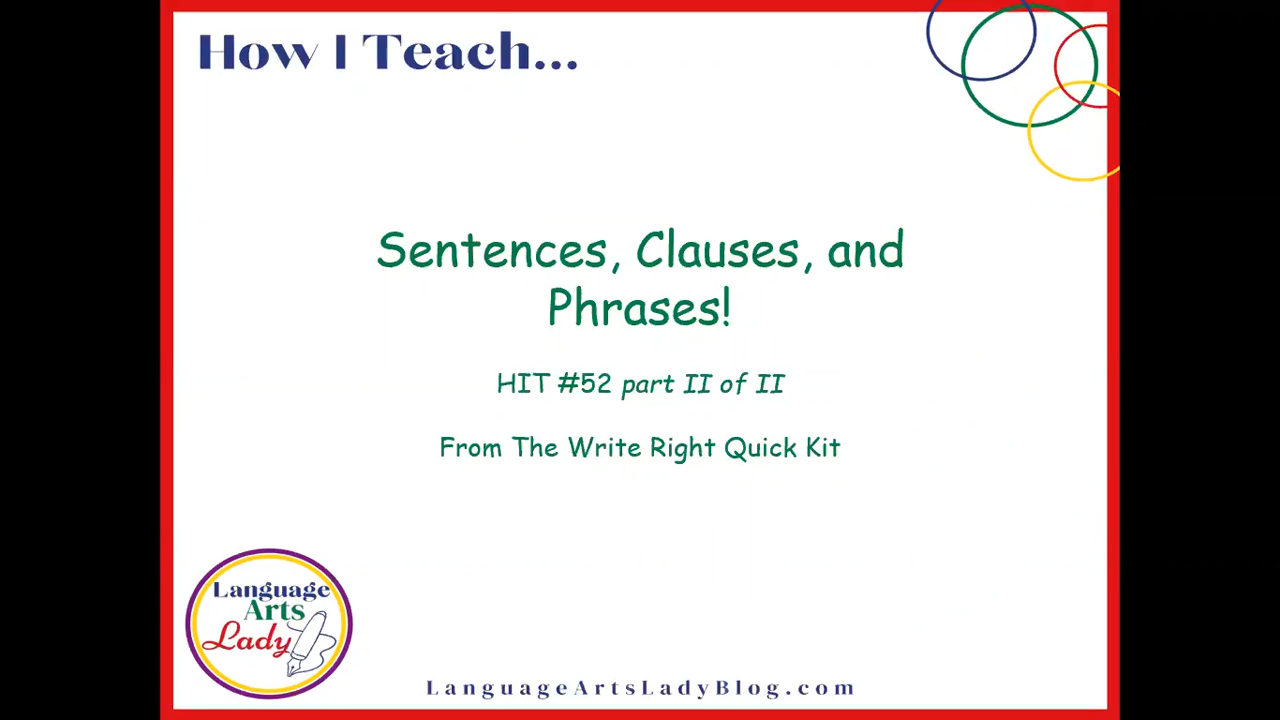 How I Teach...
Sentences, Clauses, and
Phrases!
HIT #52 part II of II
From The Write Right Quick Kit
Language
Arts
Lady
LanguageArtsLadyBlog.com